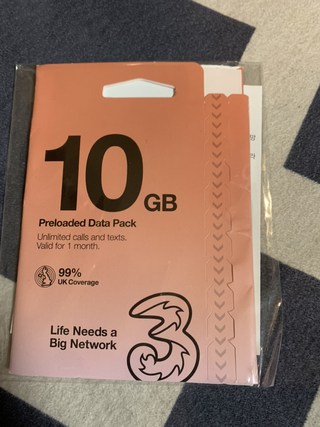 10 GB
Preloaded Data Pack
Unlimited calls and texts.
Valid for 1 month.
99%
UK Coverage
3
Life Needs a
Big Network